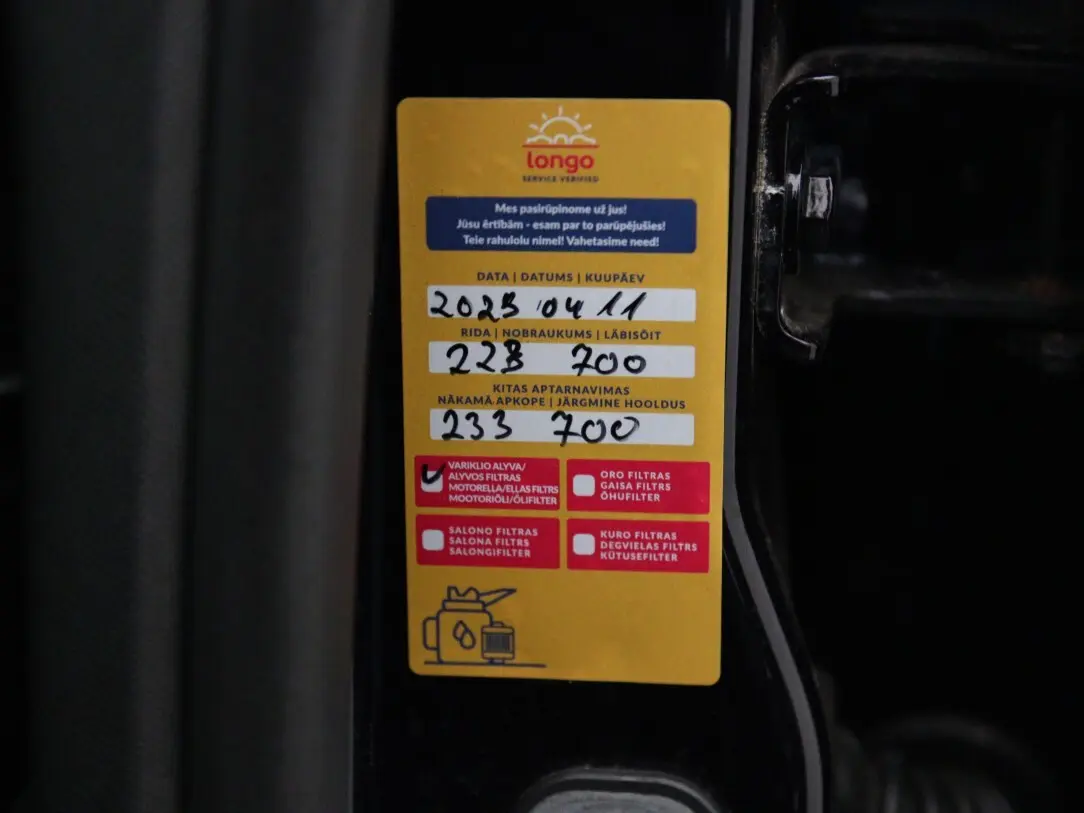 longo
SERVICE VERIFIED
Mes pasirūpinome už jus!
Jūsu ērtībām - esam par to parūpējušies!
Teie rahulolu nimel! Vahetasime need!
DATA | DATUMS | KUUPÄEV
2023 04 11
RIDA | NOBRAUKUMS | LÄBISÕIT
223 700
KITAS APTARNAVIMAS
NĀKAMĀ APKOPE | JÄRGMINE HOOLDUS
233 700
VARIKLIO ALYVA/
ALYVOS FILTRAS
MOTORELLA/ELLAS FILTRS
MOOTORIÕLI/ÕLIFILTER
ORO FILTRAS
GAISA FILTRS
ÕHUFILTER
SALONO FILTRAS
SALONA FILTRS
SALONGIFILTER
KURO FILTRAS
DEGVIELAS FILTRS
KÜTUSEFILTER